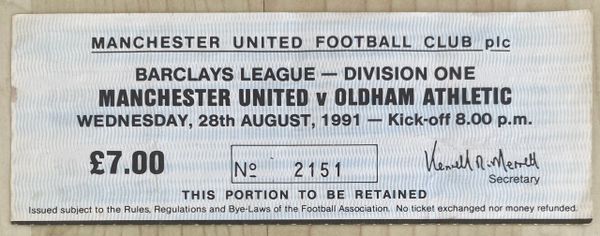 MANCHESTER UNITED FOOTBALL CLUB plc
BARCLAYS LEAGUE — DIVISION ONE
MANCHESTER UNITED v OLDHAM ATHLETIC
WEDNESDAY, 28th AUGUST, 1991 — Kick-off 8.00 p.m.
£7.00 Nº 2151 Kenneth R. Merrett
Secretary
THIS PORTION TO BE RETAINED
Issued subject to the Rules, Regulations and Bye-Laws of the Football Association. No ticket exchanged nor money refunded.